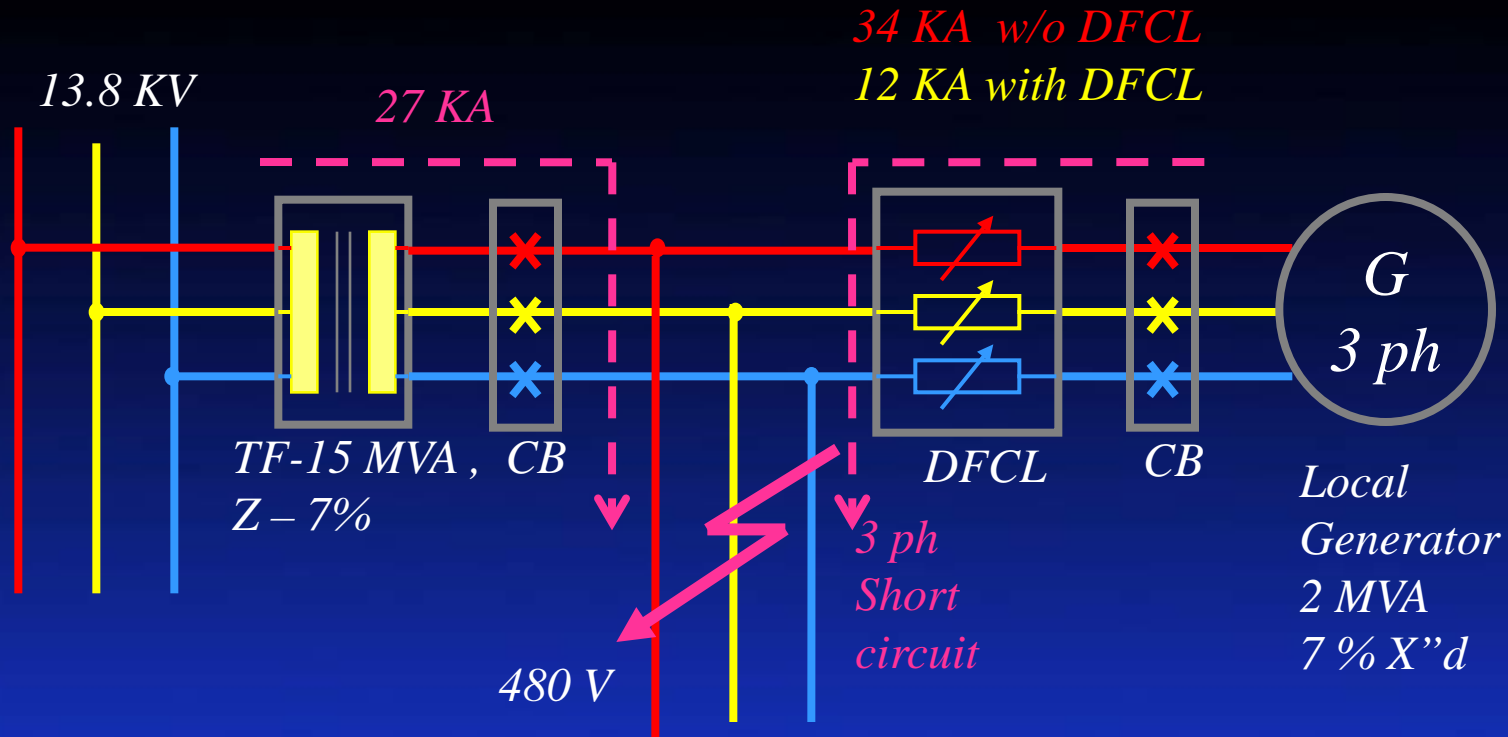 34 KA w/o DFCL
12 KA with DFCL
13.8 KV
27 KA
G
3 ph
TF-15 MVA , CB
Z – 7%
DFCL
CB
Local
Generator
2 MVA
7 % X”d
3 ph
Short
circuit
480 V